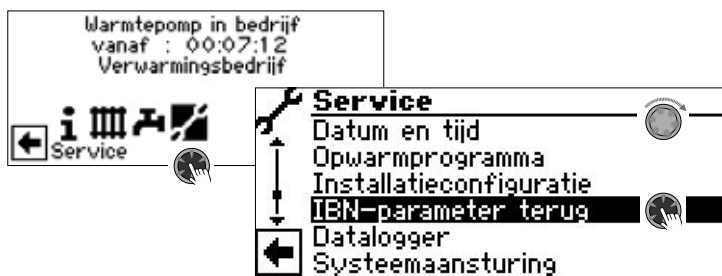 Warmtepomp in bedrijf
vanaf : 00:07:12
Verwarmingsbedrijf
Service
Service
Datum en tijd
Opwarmprogramma
Installatieconfiguratie
IBN-parameter terug
Datalogger
Systeemaansturing